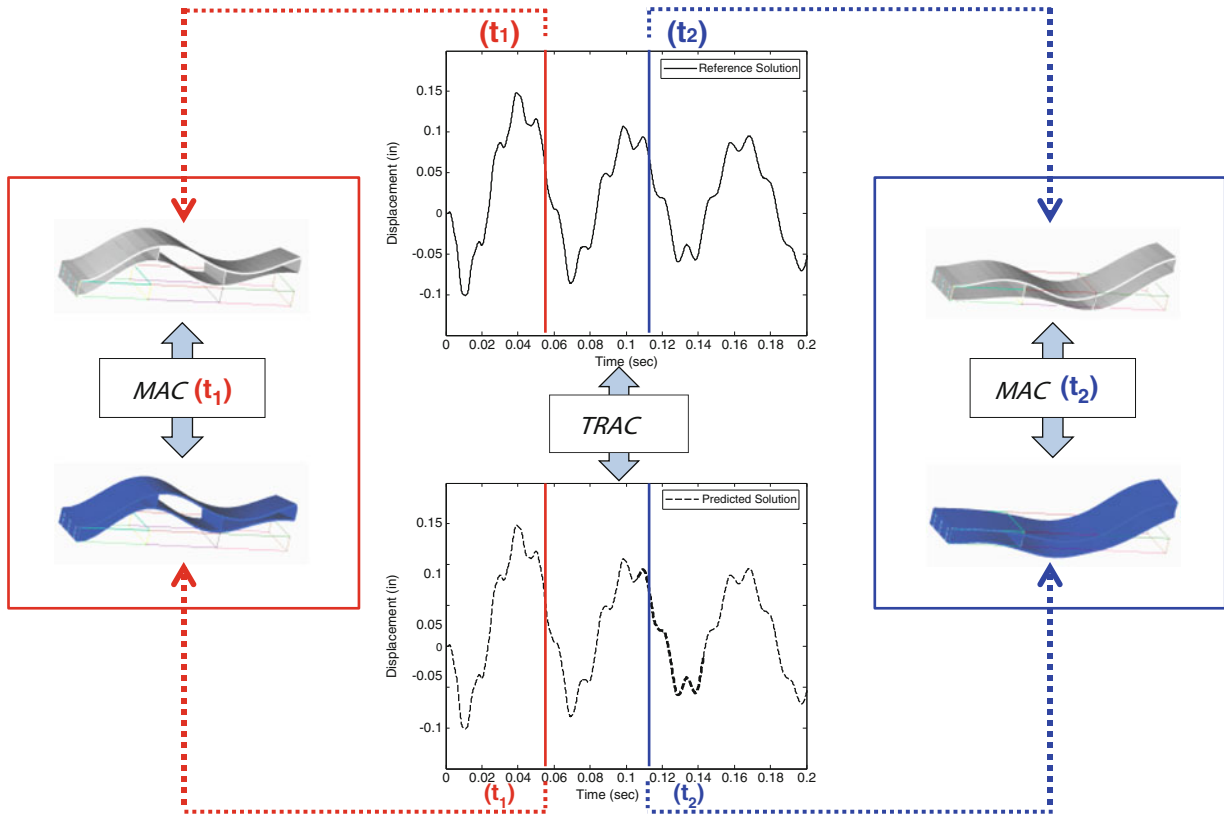 (t1)
(t2)
Reference Solution
0.15
0.1
0.05
0
-0.05
-0.1
Displacement (in)
0 0.02 0.04 0.06 0.08 0.1 0.12 0.14 0.16 0.18 0.2
Time (sec)
MAC (t1)
TRAC
MAC (t2)
Predicted Solution
0.15
0.1
0.05
0
-0.05
-0.1
Displacement (in)
0 0.02 0.04 0.06 0.08 0.1 0.12 0.14 0.16 0.18 0.2
(t1)
Time (sec)
(t2)